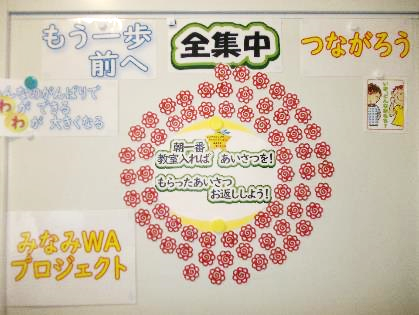 もう一歩
前へ
全集中
つながろう
んなのがんばりで
わ が できる
わ が 大きくなる
朝一番
教室入れば あいさつを!
もらったあいさつ
お返ししよう!
みなみWA
プロジェクト